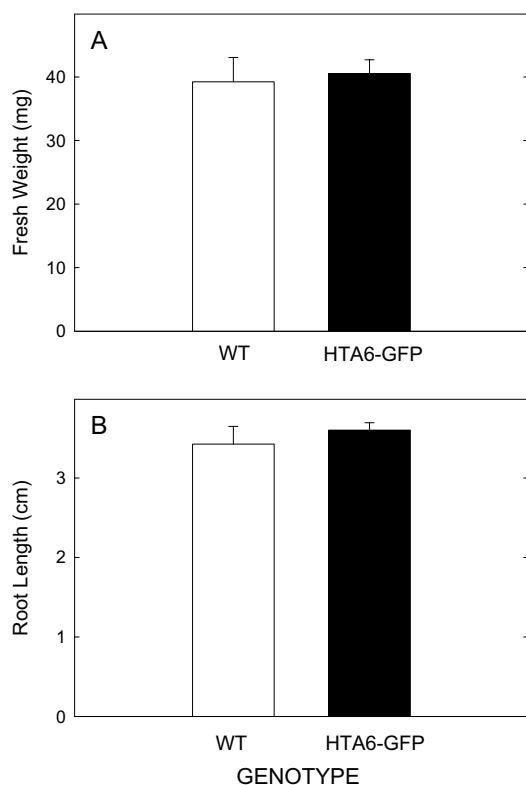 A
Fresh Weight (mg)
40
30
20
10
0
WT HTA6-GFP
B
Root Length (cm)
3
2
1
0
WT HTA6-GFP
GENOTYPE